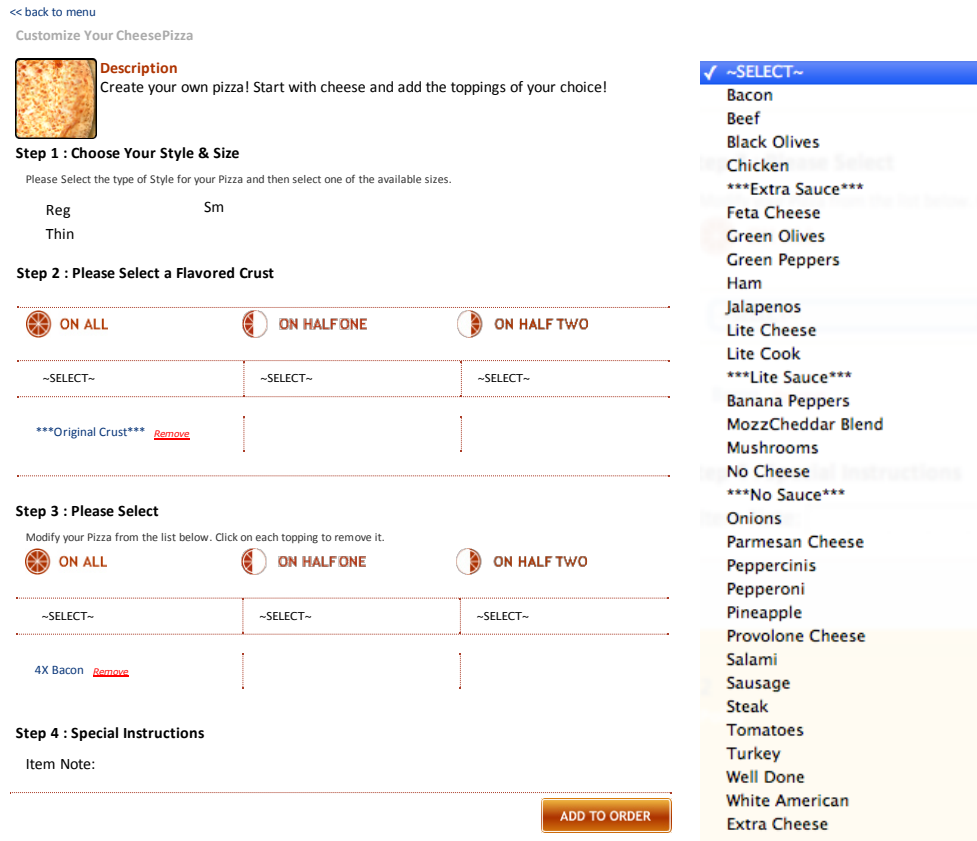 << back to menu
Customize Your CheesePizza
Description
Create your own pizza! Start with cheese and add the toppings of your choice!
Step 1 : Choose Your Style & Size
Please Select the type of Style for your Pizza and then select one of the available sizes.
Reg Sm
Thin
Step 2 : Please Select a Flavored Crust
ON ALL ON HALF ONE ON HALF TWO
~SELECT~ ~SELECT~ ~SELECT~
***Original Crust*** Remove
Step 3 : Please Select
Modify your Pizza from the list below. Click on each topping to remove it.
ON ALL ON HALF ONE ON HALF TWO
~SELECT~ ~SELECT~ ~SELECT~
4X Bacon Remove
Step 4 : Special Instructions
Item Note:
ADD TO ORDER
✓ ~SELECT~
Bacon
Beef
Black Olives
Chicken
***Extra Sauce***
Feta Cheese
Green Olives
Green Peppers
Ham
Jalapenos
Lite Cheese
Lite Cook
***Lite Sauce***
Banana Peppers
MozzCheddar Blend
Mushrooms
No Cheese
***No Sauce***
Onions
Parmesan Cheese
Peppercinis
Pepperoni
Pineapple
Provolone Cheese
Salami
Sausage
Steak
Tomatoes
Turkey
Well Done
White American
Extra Cheese